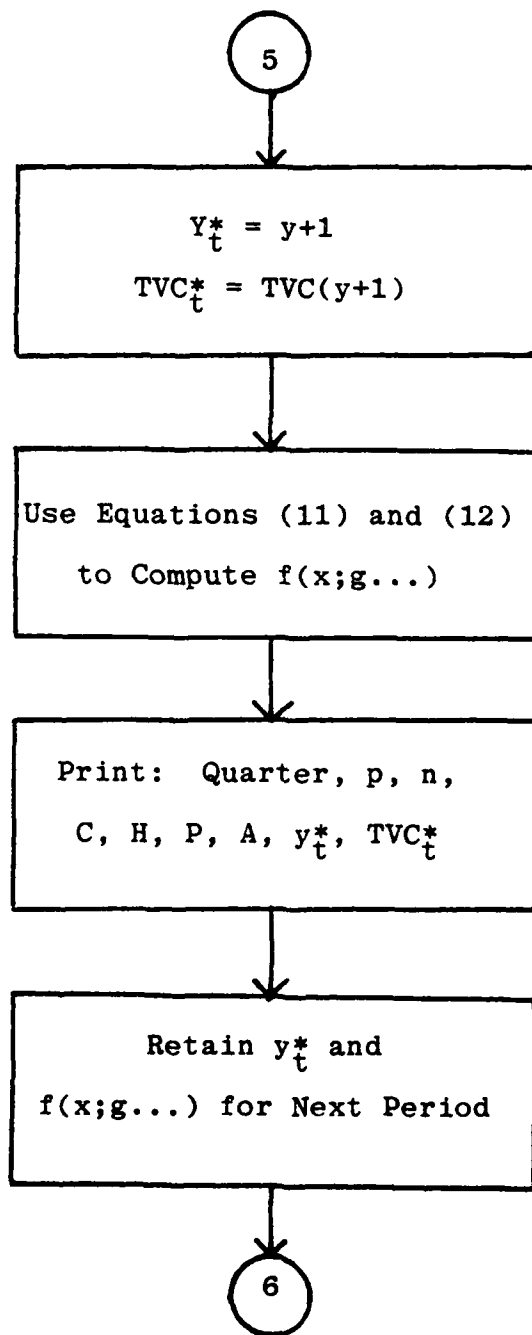 5
Y*t = y+1
TVC*t = TVC(y+1)
Use Equations (11) and (12)
to Compute f(x;g...)
Print: Quarter, p, n,
C, H, P, A, y*t, TVC*t
Retain y*t and
f(x;g...) for Next Period
6